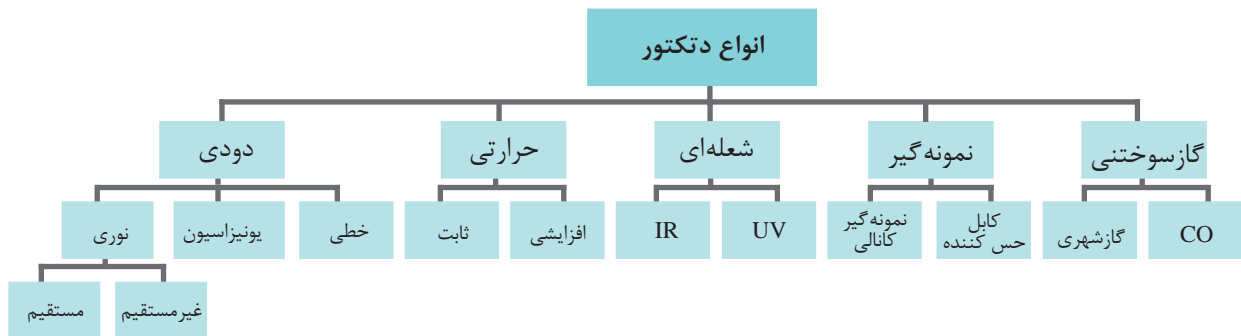 انواع دتکتور
گازسوختنی
نمونه‌گیر
شعله‌ای
حرارتی
دودی
CO
گازشهری
کابل
حس کننده
نمونه‌گیر
کانالی
UV
IR
افزایشی
ثابت
خطی
یونیزاسیون
نوری
غیرمستقیم
مستقیم